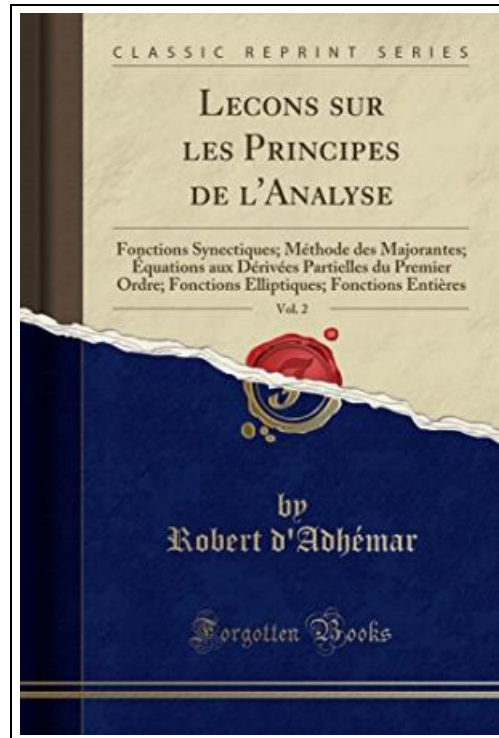 CLASSIC REPRINT SERIES
LECONS SUR
LES PRINCIPES
DE L'ANALYSE
Fonctions Synectiques; Méthode des Majorantes;
Équations aux Dérivées Partielles du Premier
Ordre; Fonctions Elliptiques; Fonctions Entières
Vol. 2
by
Robert d'Adhémar
Forgotten Books